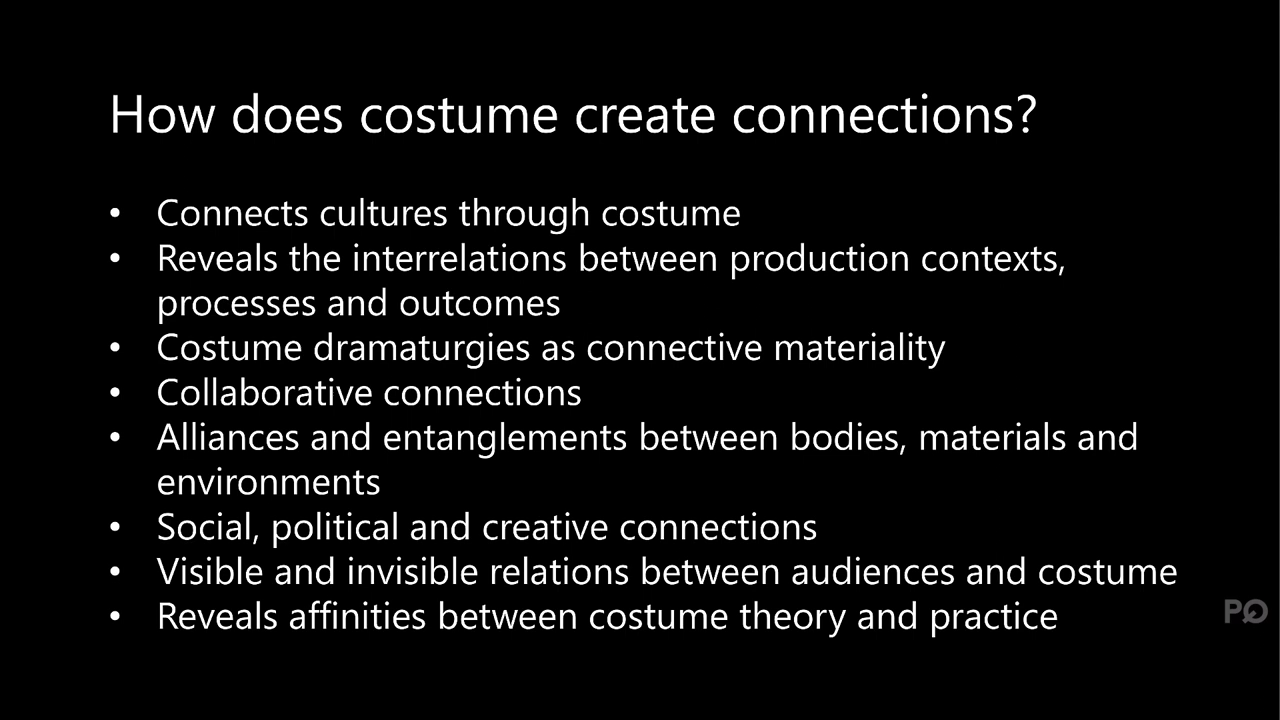 How does costume create connections?
• Connects cultures through costume
• Reveals the interrelations between production contexts,
processes and outcomes
• Costume dramaturgies as connective materiality
• Collaborative connections
• Alliances and entanglements between bodies, materials and
environments
• Social, political and creative connections
• Visible and invisible relations between audiences and costume
• Reveals affinities between costume theory and practice
PQ